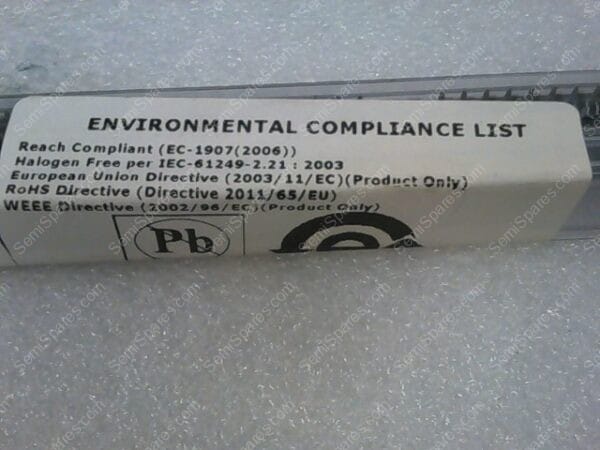 ENVIRONMENTAL COMPLIANCE LIST
Reach Compliant (EC-1907(2006))
Halogen Free per IEC-61249-2.21 : 2003
European Union Directive (2003/11/EC)(Product Only)
RoHS Directive (Directive 2011/65/EU)
WEEE Directive (2002/96/EC)(Product Only)
Pb
e
SemiSpares.com